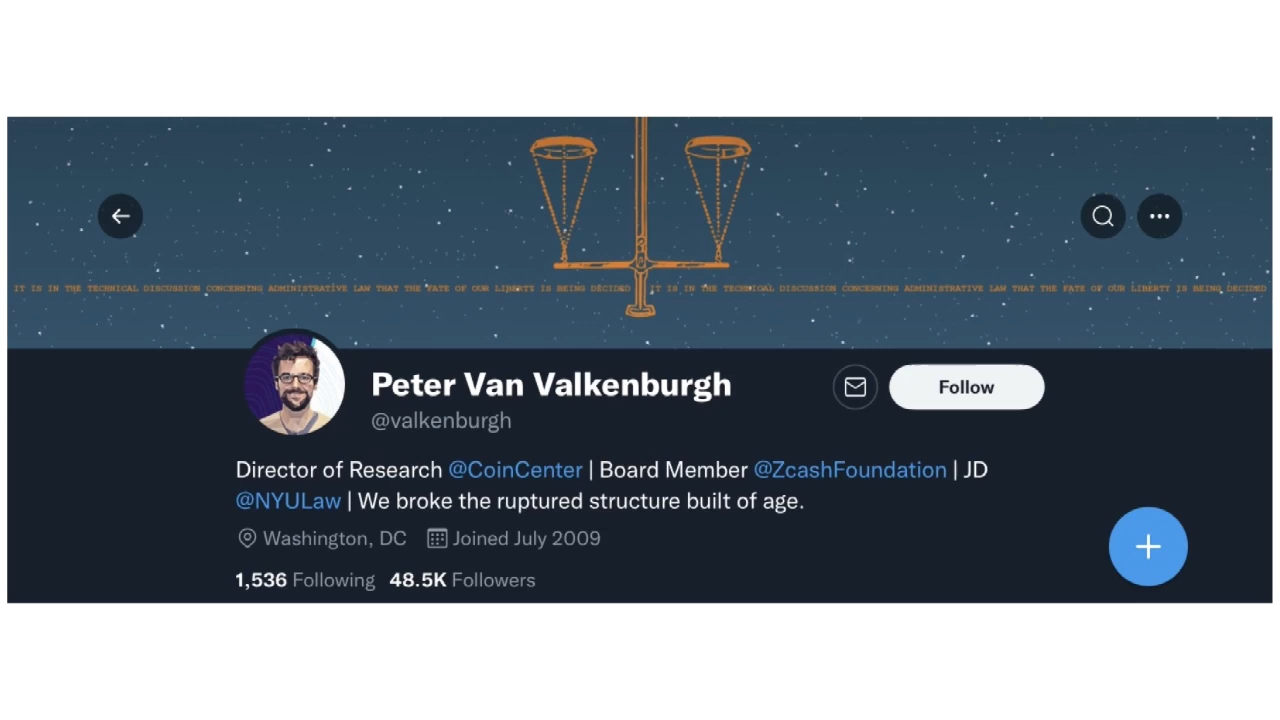 IT IS IN THE TECHNICAL DISCUSSION CONCERNING ADMINISTRATIVE LAW THAT THE FATE OF OUR LIBERTY IS BEING DECIDED IT IS IN THE TECHNICAL DISCUSSION CONCERNING ADMINISTRATIVE LAW THAT THE FATE OF OUR LIBERTY IS BEING DECIDED
Peter Van Valkenburgh
Follow
@valkenburgh
Director of Research @CoinCenter | Board Member @ZcashFoundation | JD
@NYULaw | We broke the ruptured structure built of age.
Washington, DC Joined July 2009
1,536 Following 48.5K Followers